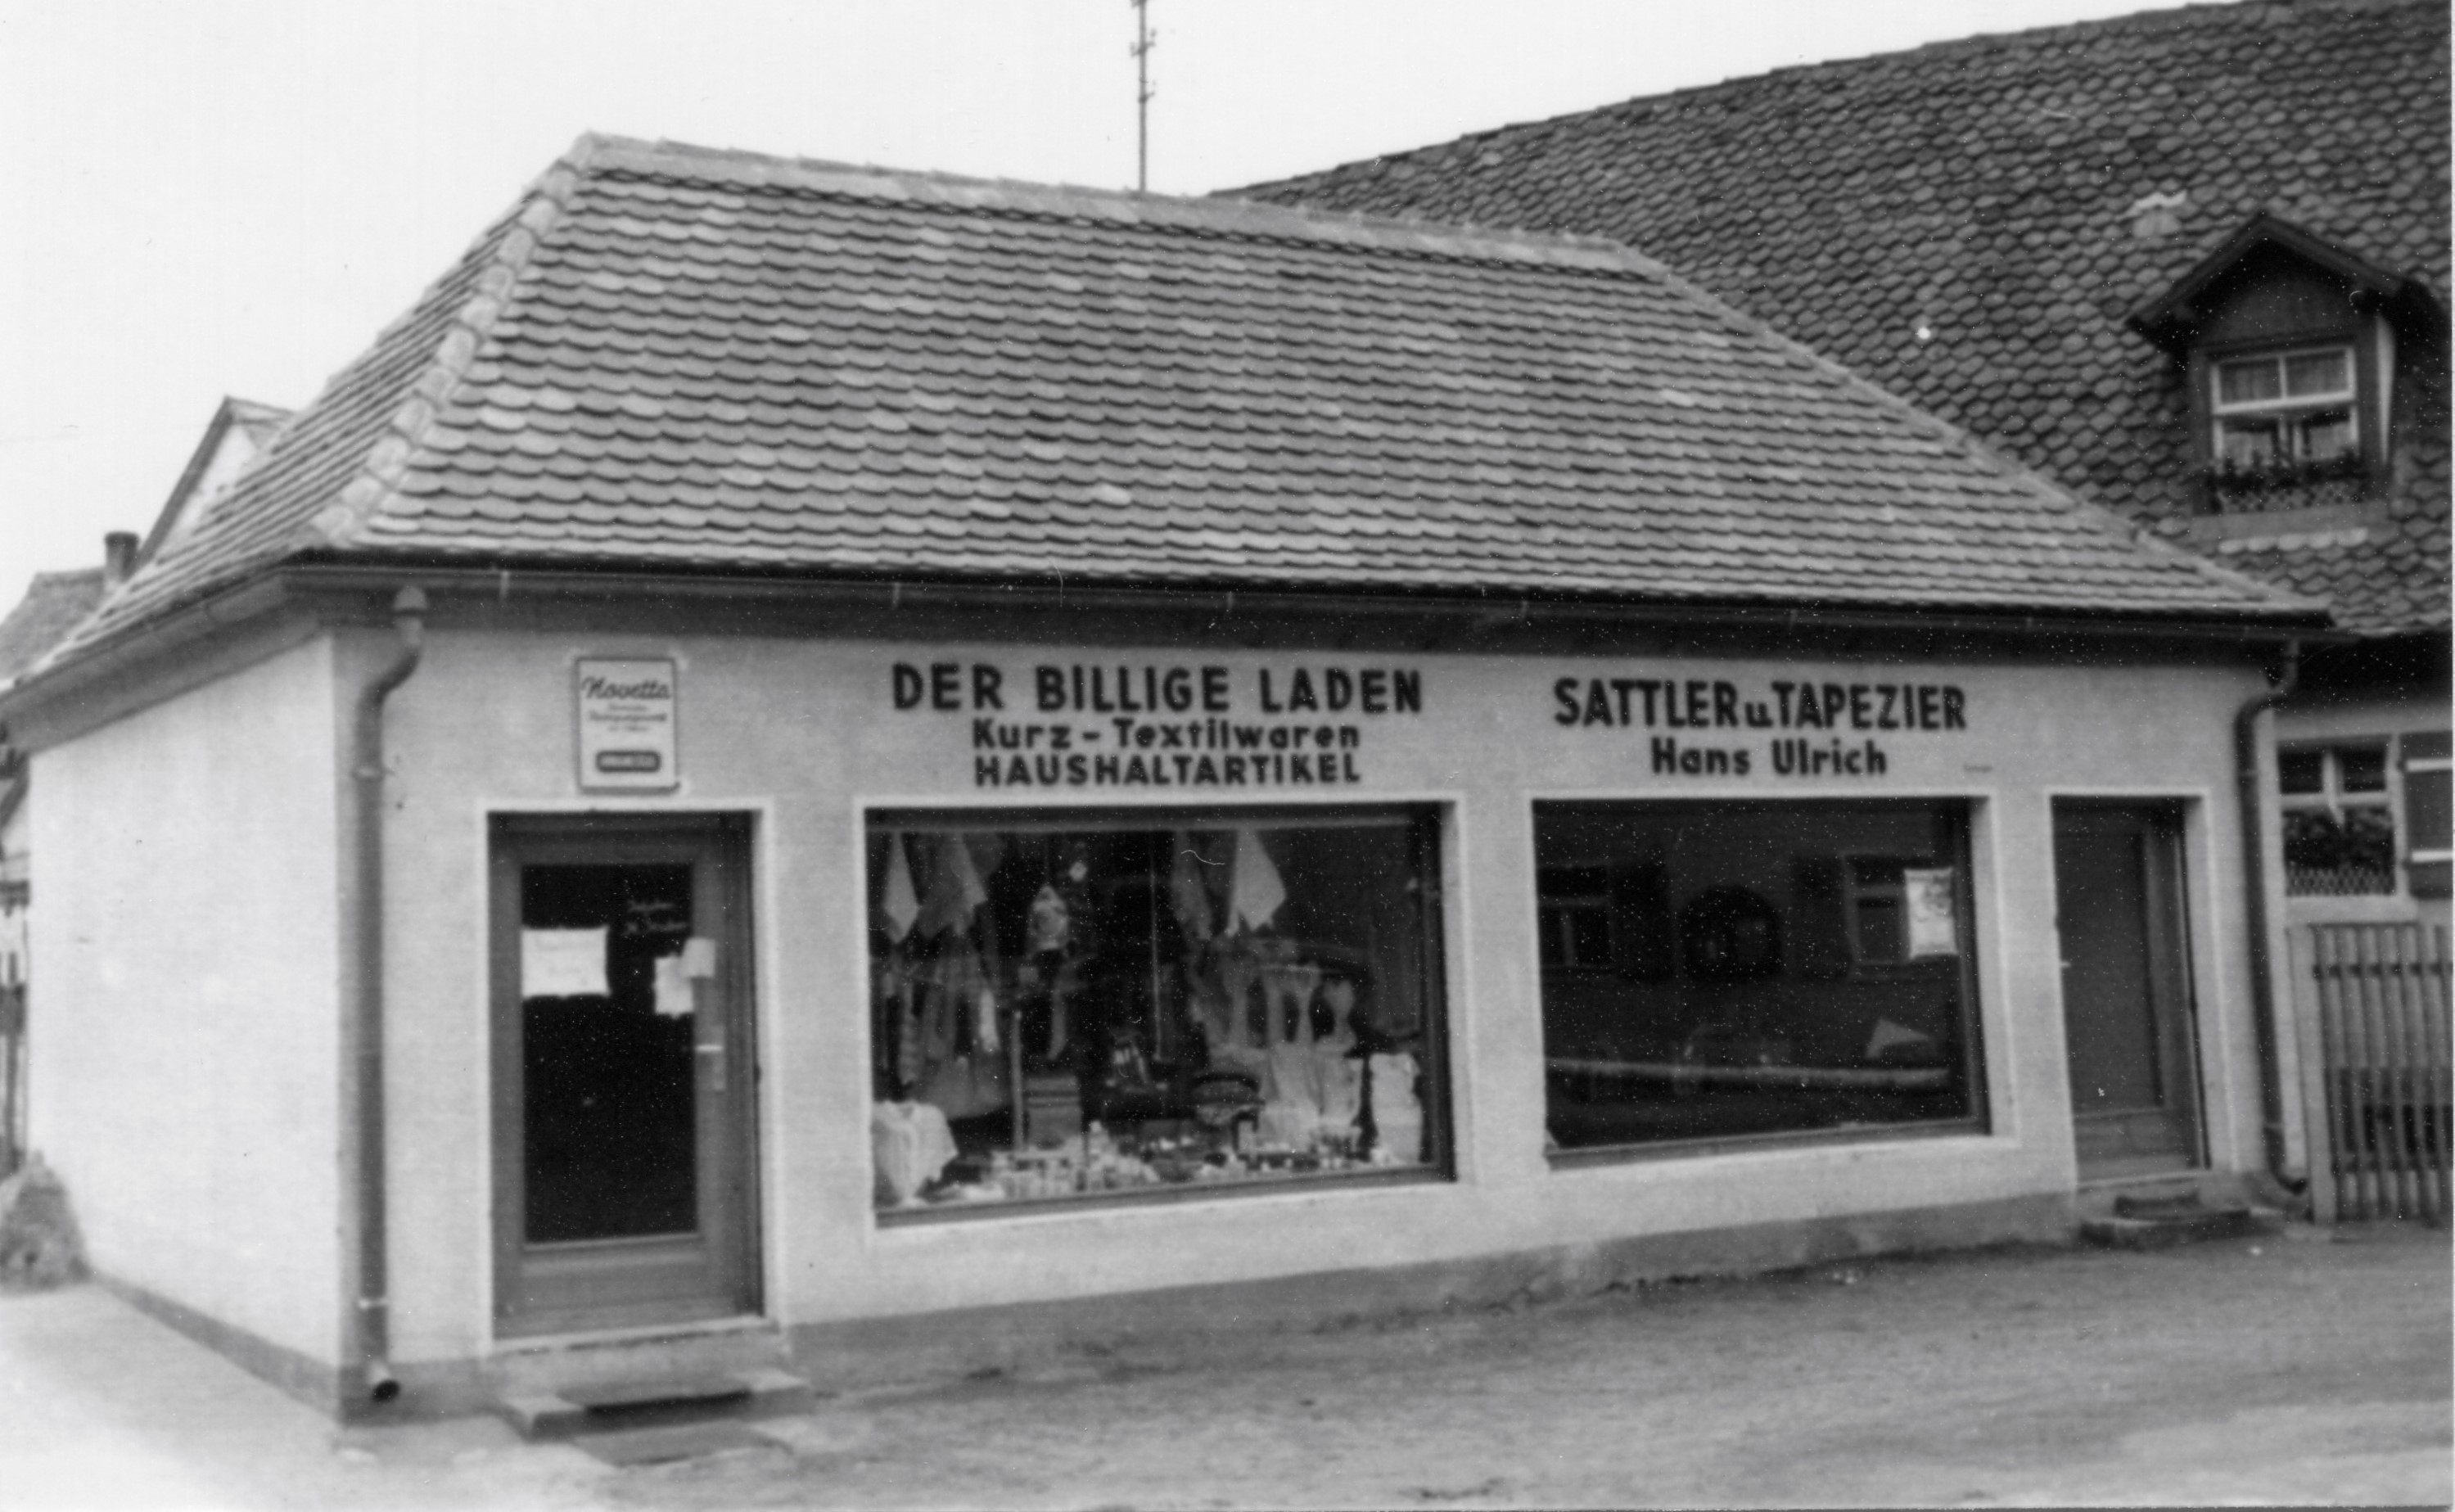 Novetta
DER BILLIGE LADEN
Kurz-Textilwaren
HAUSHALTARTIKEL
SATTLER u. TAPEZIER
Hans Ulrich